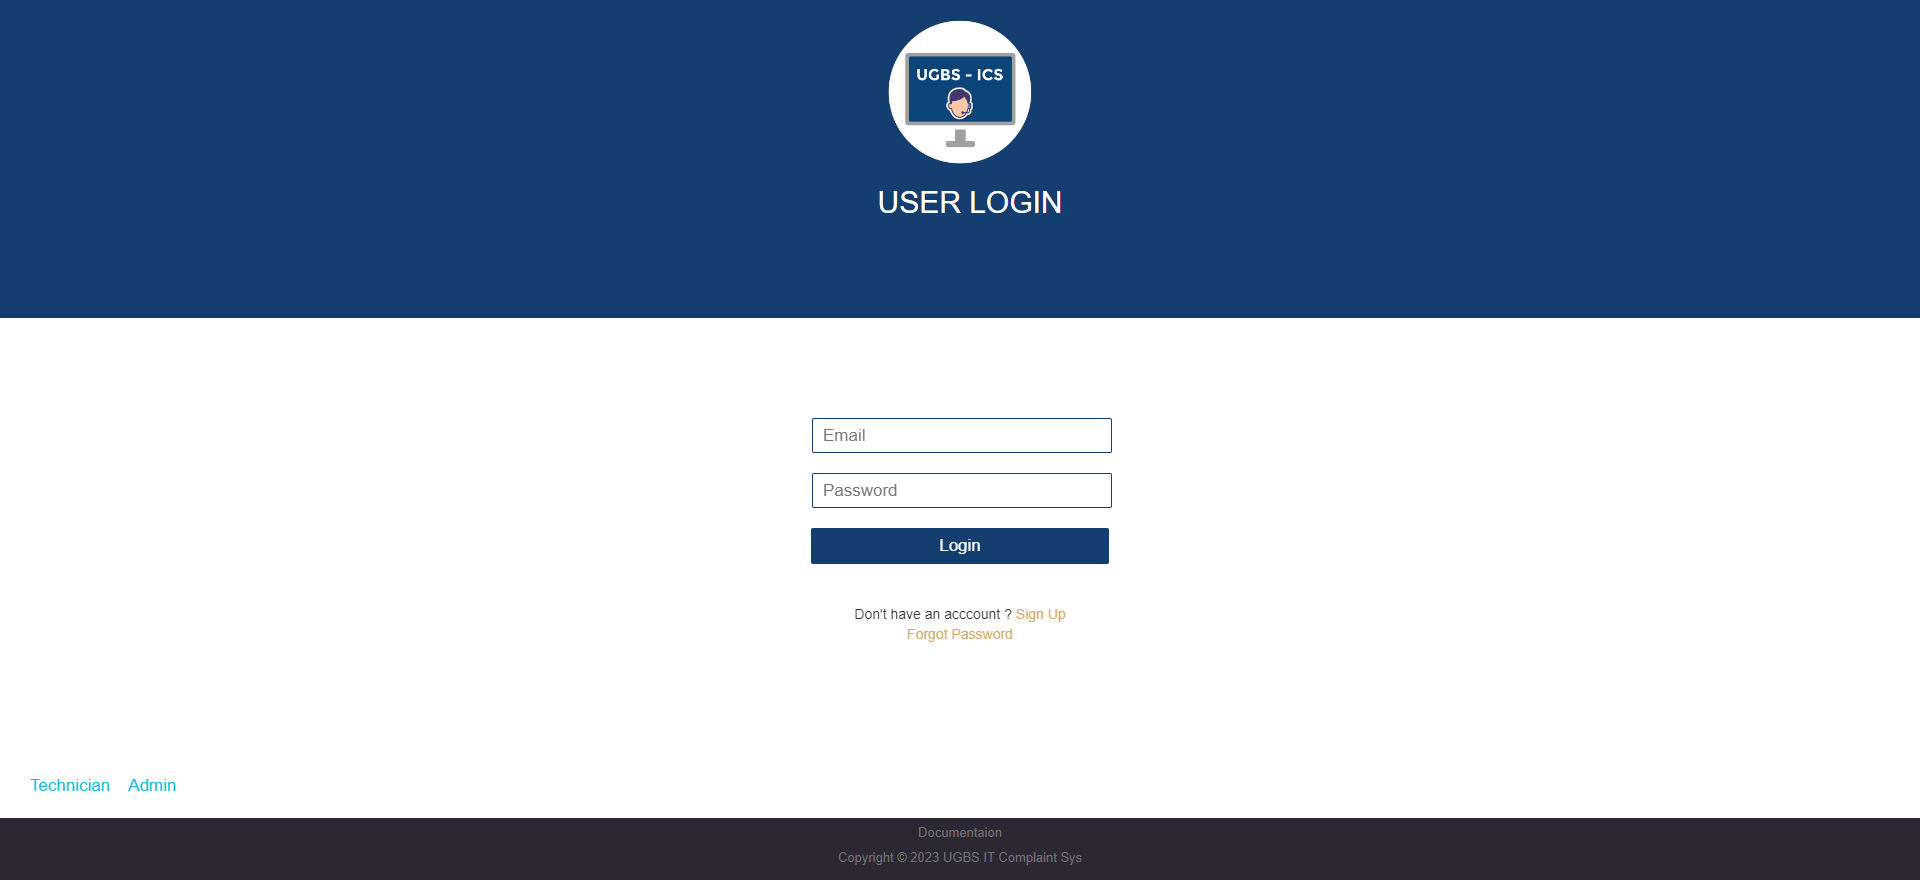 UGBS - ICS
USER LOGIN
Email
Password
Login
Don't have an acccount ? Sign Up
Forgot Password
Technician Admin
Documentaion
Copyright © 2023 UGBS IT Complaint Sys